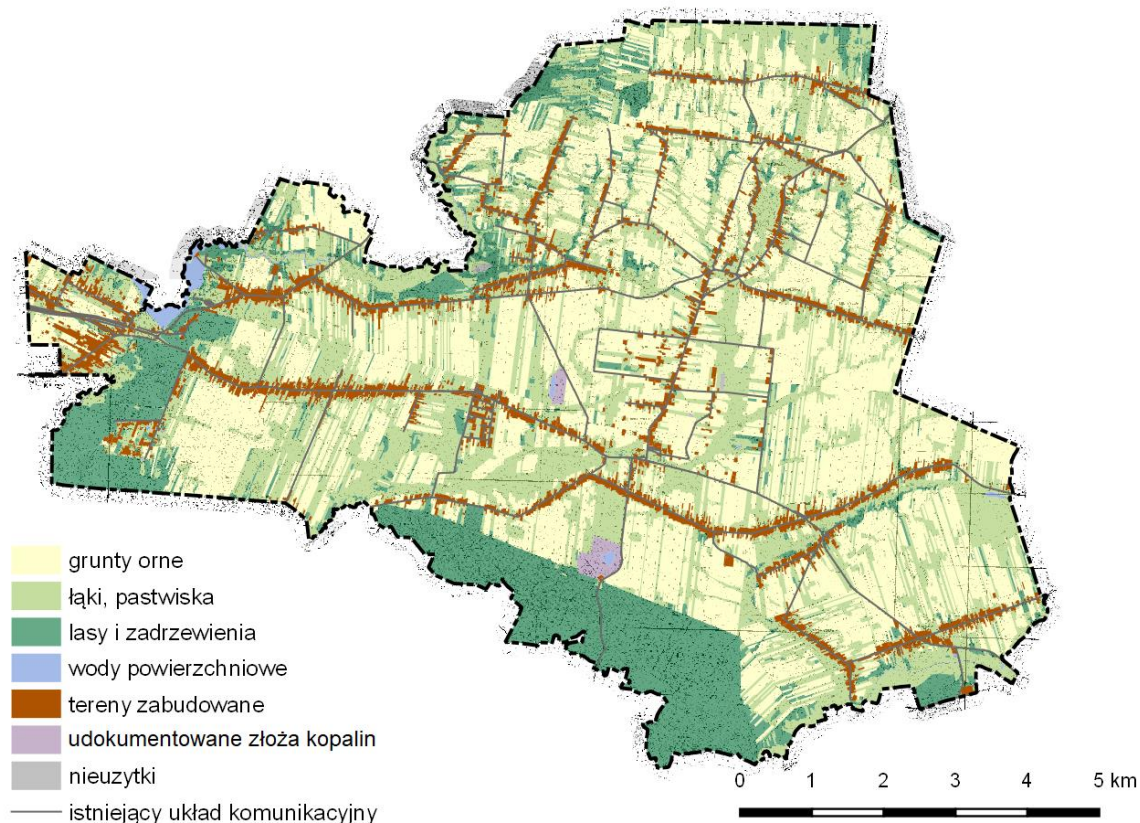 grunty orne
łąki, pastwiska
lasy i zadrzewienia
wody powierzchniowe
tereny zabudowane
udokumentowane złoża kopalin
nieuzytki
istniejący układ komunikacyjny
0 1 2 3 4 5 km